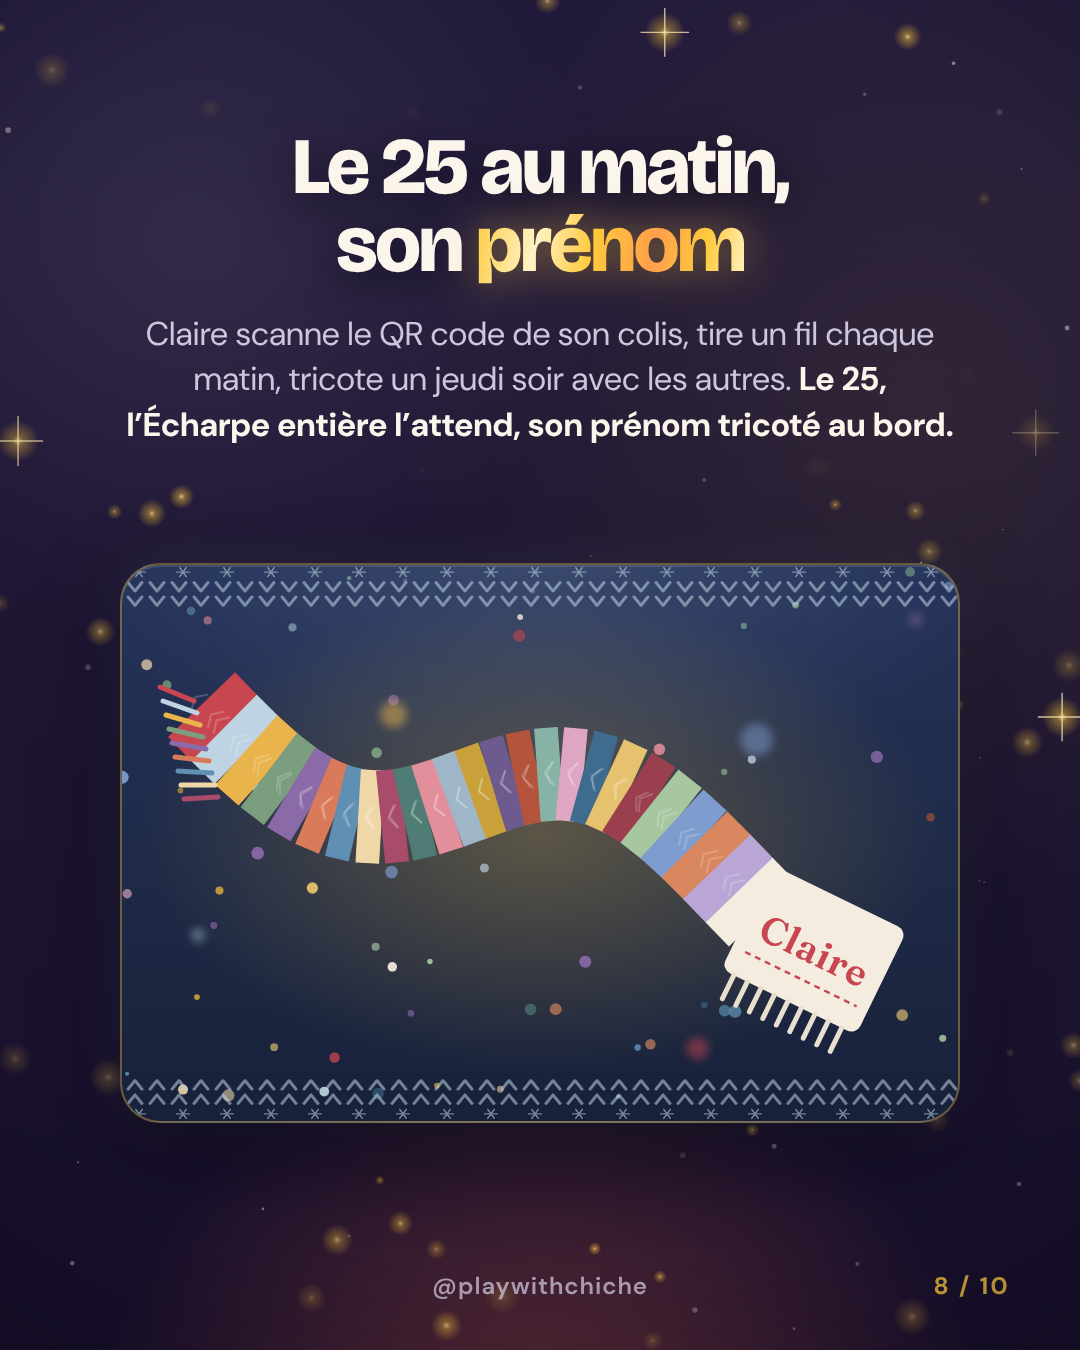 Le 25 au matin,
son prénom
Claire scanne le QR code de son colis, tire un fil chaque
matin, tricote un jeudi soir avec les autres. Le 25,
l’Écharpe entière l’attend, son prénom tricoté au bord.
Claire
@playwithchiche
8 / 10